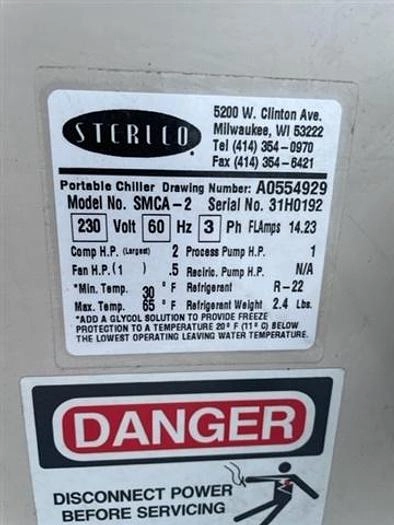 STERLCO
5200 W. Clinton Ave.
Milwaukee, WI 53222
Tel (414) 354-0970
Fax (414) 354-6421
Portable Chiller Drawing Number: A0554929
Model No. SMCA-2 Serial No. 31H0192
230 Volt 60 Hz 3 Ph FLAmps 14.23
Comp H.P. (Largest) 2 Process Pump H.P. 1
Fan H.P. (1 ) .5 Recirc. Pump H.P. N/A
*Min. Temp. 30 ° F Refrigerant R-22
Max. Temp. 65 ° F Refrigerant Weight 2.4 Lbs.
*ADD A GLYCOL SOLUTION TO PROVIDE FREEZE
PROTECTION TO A TEMPERATURE 20° F (11° C) BELOW
THE LOWEST OPERATING LEAVING WATER TEMPERATURE.
DANGER
DISCONNECT POWER
BEFORE SERVICING